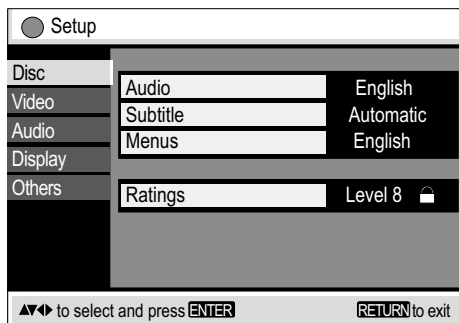 Setup
Disc
Video
Audio
Display
Others
Audio English
Subtitle Automatic
Menus English
Ratings Level 8
to select and press ENTER RETURN to exit